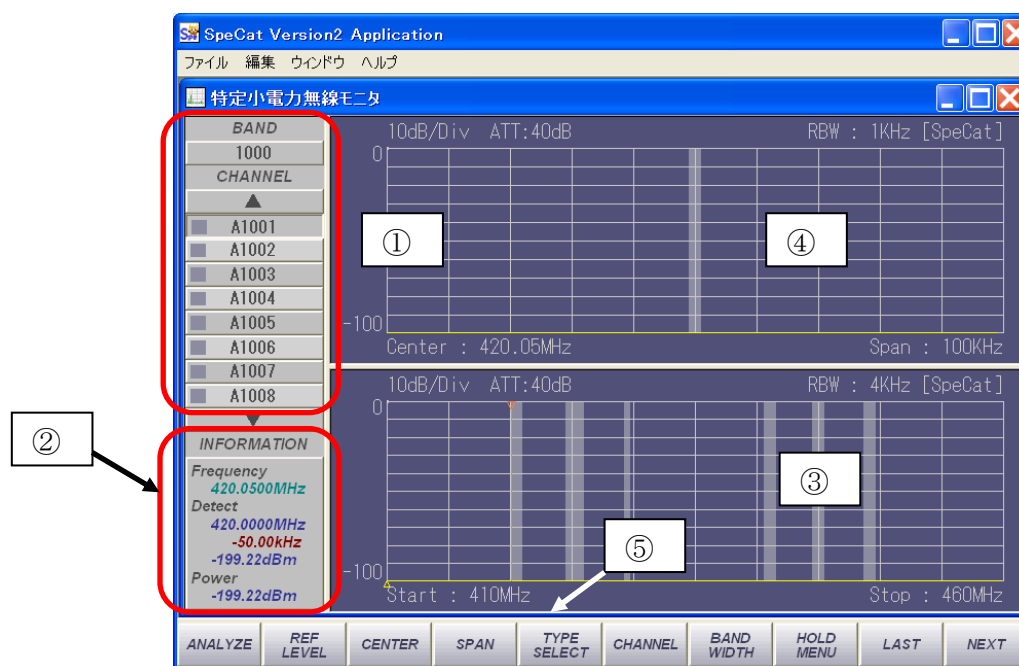 SpeCat Version2 Application
ファイル 編集 ウィンドウ ヘルプ
特定小電力無線モニタ
BAND
1000
CHANNEL
▲
A1001
A1002
A1003
A1004
A1005
A1006
A1007
A1008
▼
INFORMATION
Frequency
420.0500MHz
Detect
420.0000MHz
-50.00kHz
-199.22dBm
Power
-199.22dBm
10dB/Div ATT:40dB
RBW : 1KHz [SpeCat]
0
①
④
-100
Center : 420.05MHz
Span : 100KHz
10dB/Div ATT:40dB
RBW : 4KHz [SpeCat]
0
③
⑤
-100
Start : 410MHz
Stop : 460MHz
②
ANALYZE
REF
LEVEL
CENTER
SPAN
TYPE
SELECT
CHANNEL
BAND
WIDTH
HOLD
MENU
LAST
NEXT